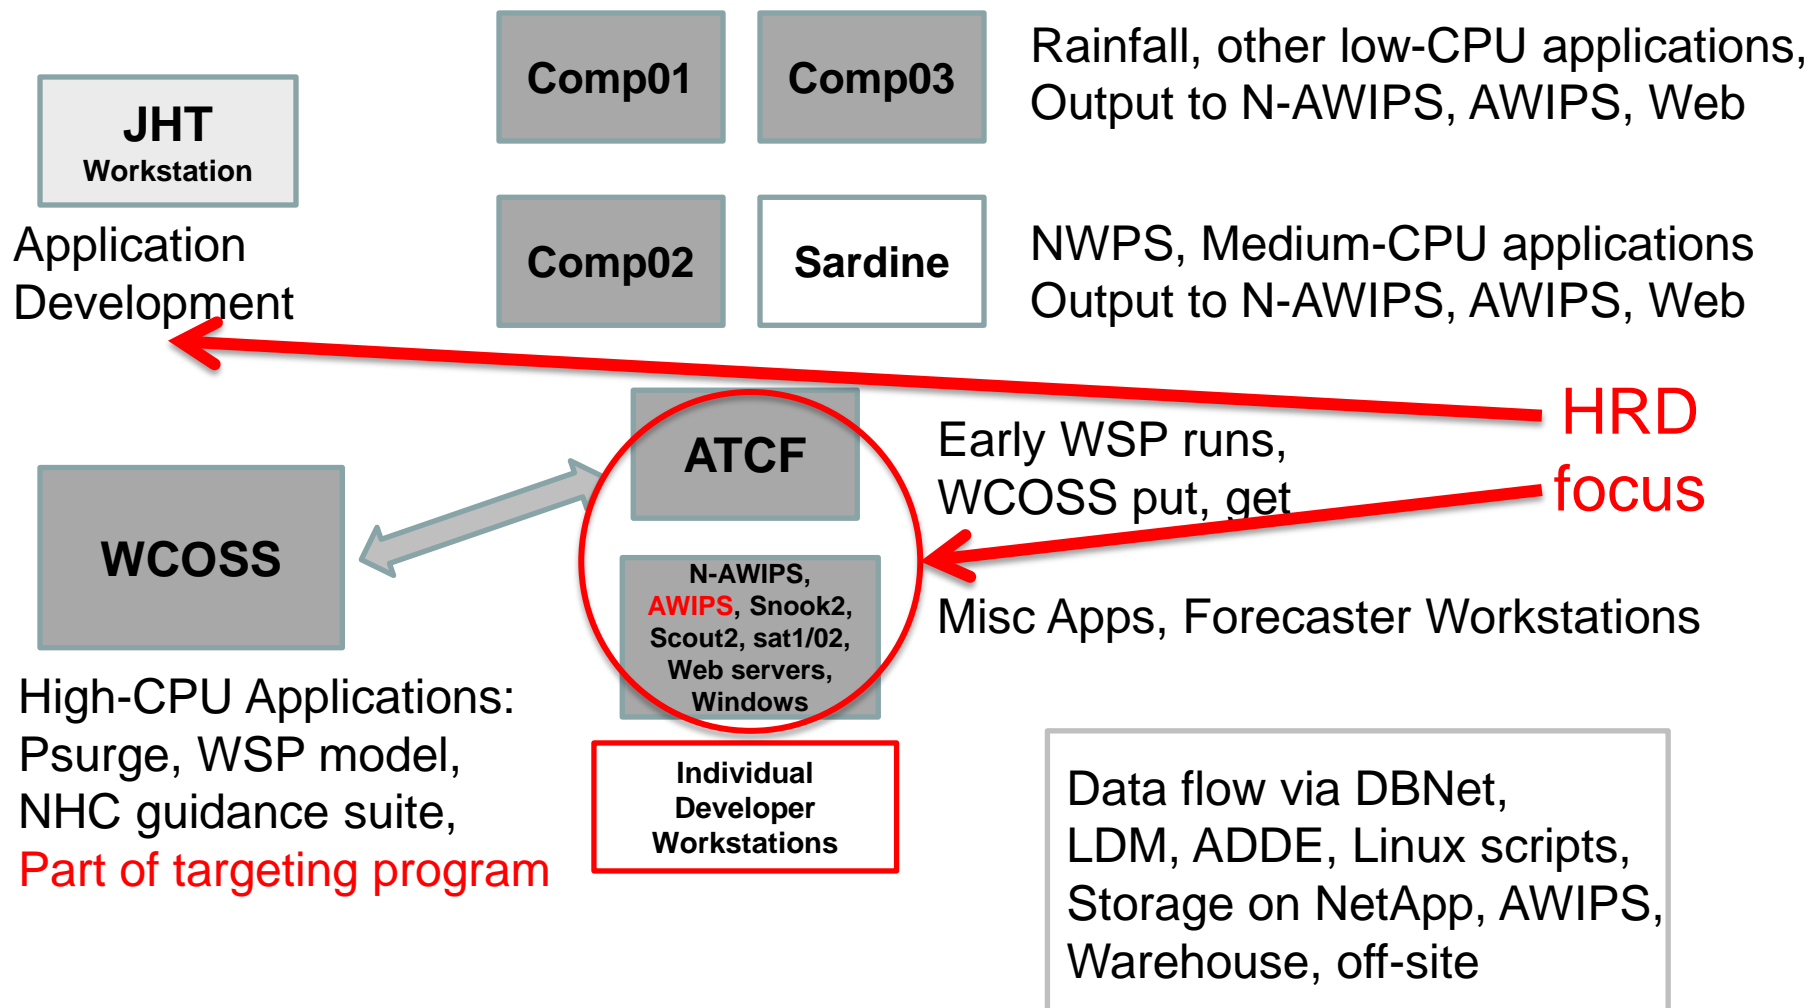 JHT
Workstation
Application
Development
Comp01
Comp03
Rainfall, other low-CPU applications,
Output to N-AWIPS, AWIPS, Web
Comp02
Sardine
NWPS, Medium-CPU applications
Output to N-AWIPS, AWIPS, Web
HRD
focus
ATCF
Early WSP runs,
WCOSS put, get
WCOSS
N-AWIPS,
AWIPS, Snook2,
Scout2, sat1/02,
Web servers,
Windows
Misc Apps, Forecaster Workstations
High-CPU Applications:
Psurge, WSP model,
NHC guidance suite,
Part of targeting program
Individual
Developer
Workstations
Data flow via DBNet,
LDM, ADDE, Linux scripts,
Storage on NetApp, AWIPS,
Warehouse, off-site